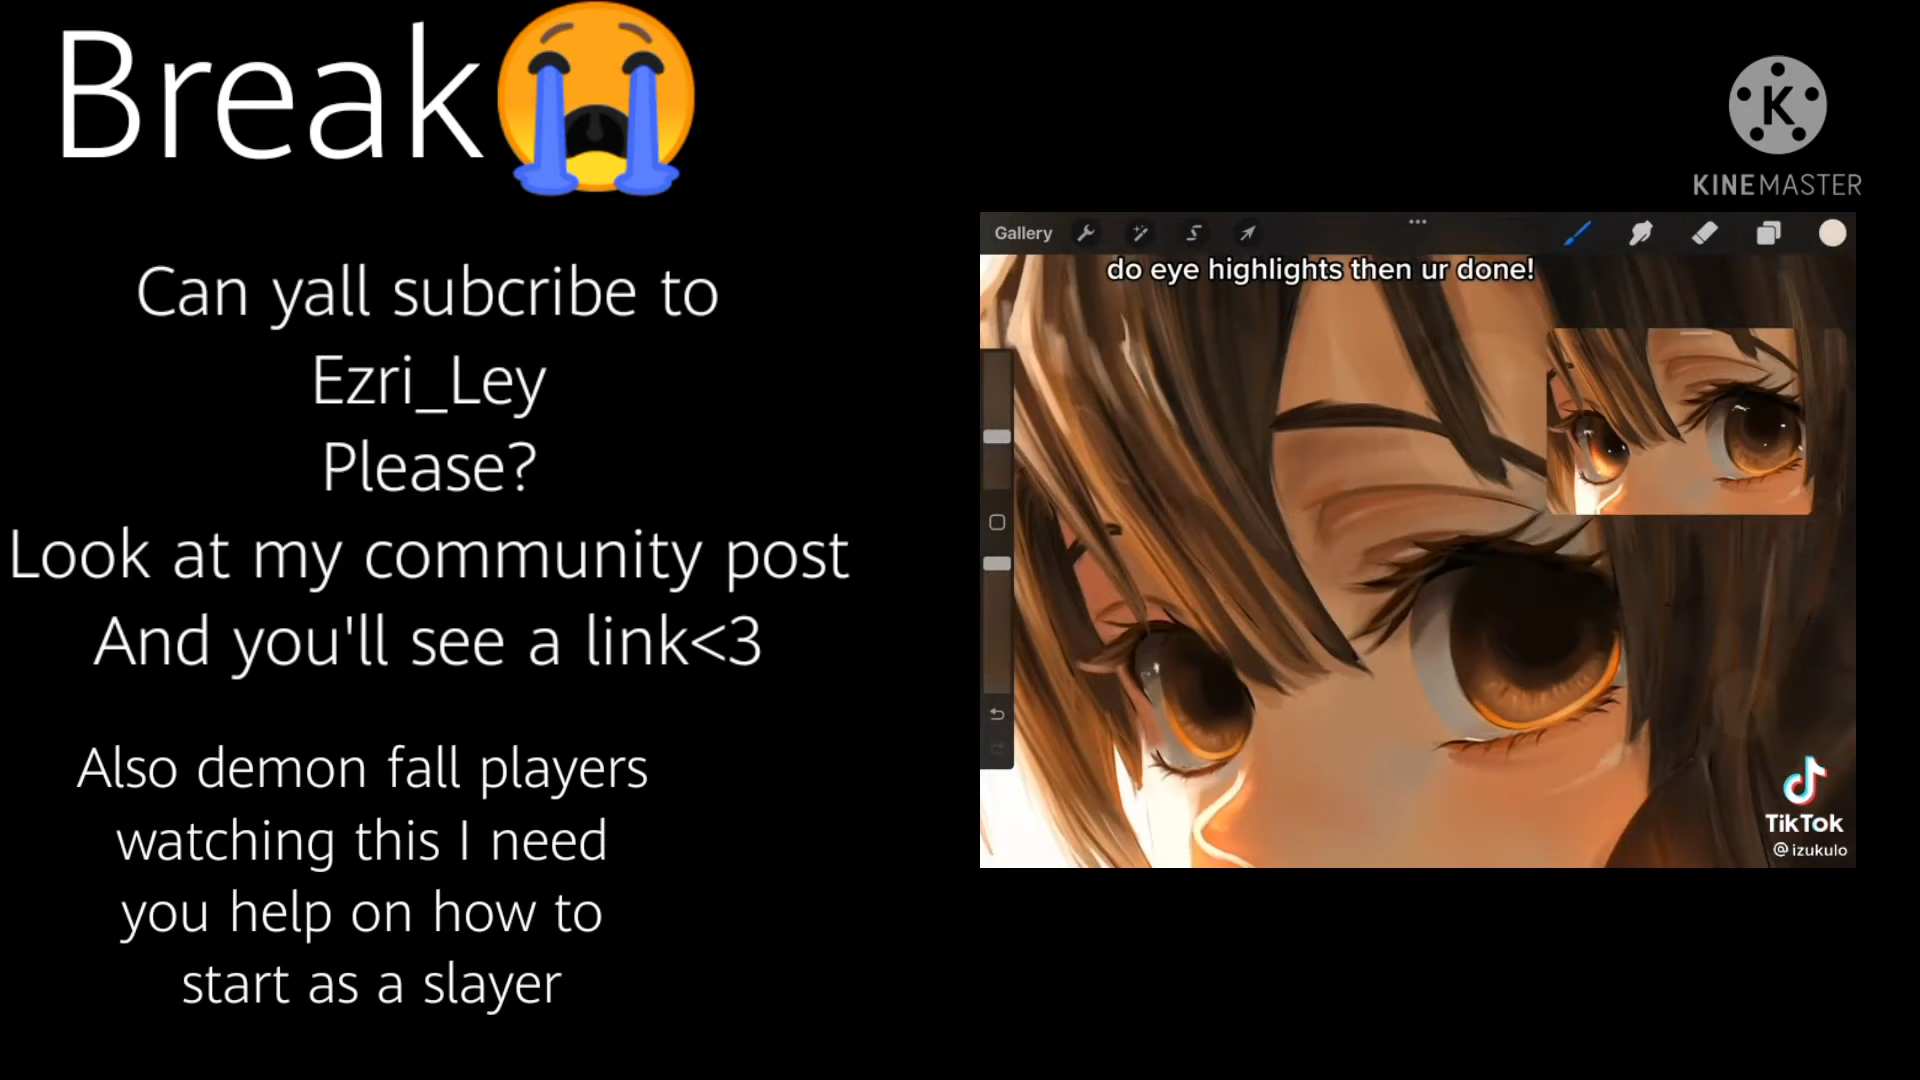 Break😭
Can yall subcribe to
Ezri_Ley
Please?
Look at my community post
And you'll see a link<3
Also demon fall players
watching this I need
you help on how to
start as a slayer
K
KINEMASTER
Gallery
do eye highlights then ur done!
TikTok
@izukulo